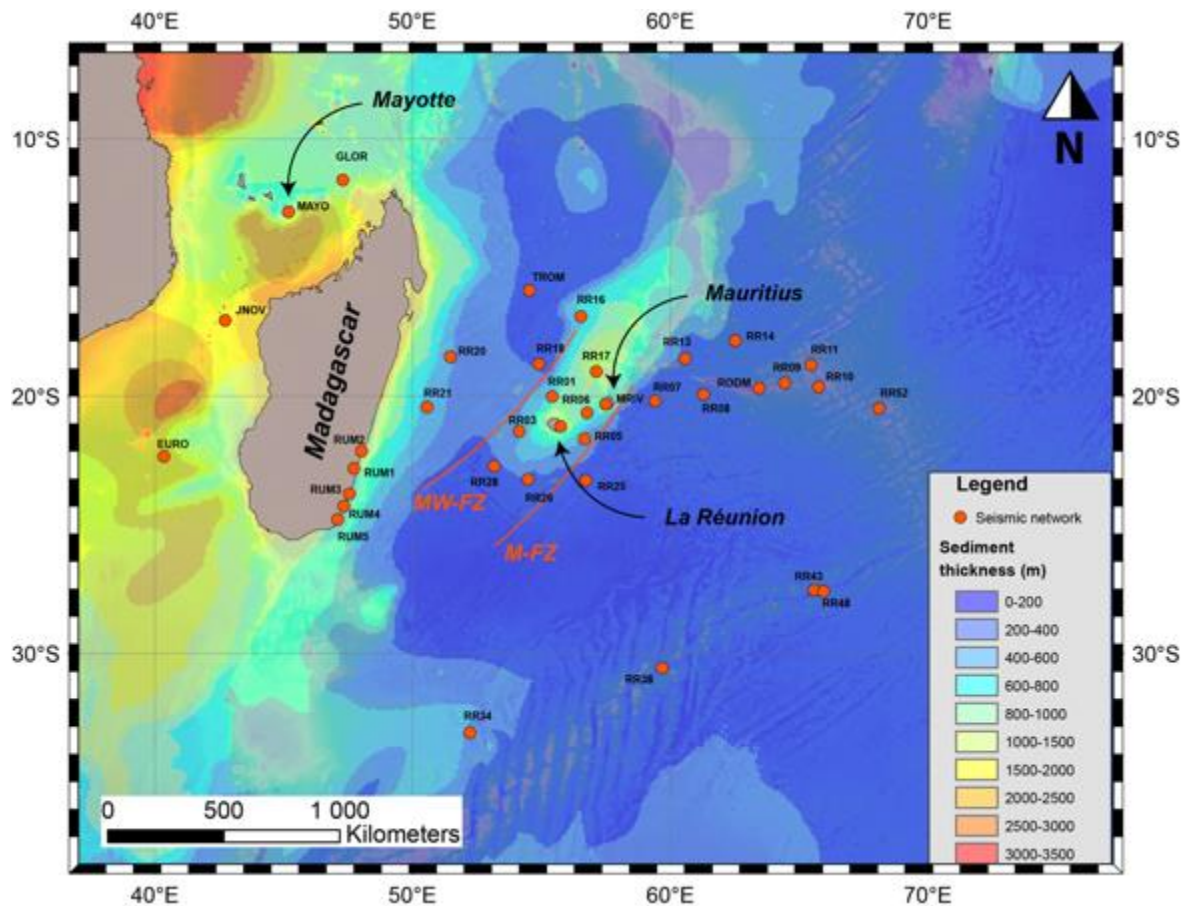 40°E 50°E 60°E 70°E
Mayotte
10°S 10°S
N
GLOR
MAYO
TROM
Mauritius
RR16
JNOV
Madagascar
RR14
RR13
RR20
RR18
RR17
RR11
RR09
RR10
RODM
RR01
RR07
RR52
20°S 20°S
RR21
RR06
MRIV
RR08
RR03
RR05
EURO
RUM2
RUM1
RR28
RR26
RR25
RUM3
MW-FZ
RUM4
La Réunion
RUM5
M-FZ
Legend
Seismic network
Sediment
thickness (m)
0-200
200-400
400-600
600-800
800-1000
1000-1500
1500-2000
2000-2500
2500-3000
3000-3500
RR43
RR48
30°S 30°S
RR34
0 500 1 000
Kilometers
40°E 50°E 60°E 70°E